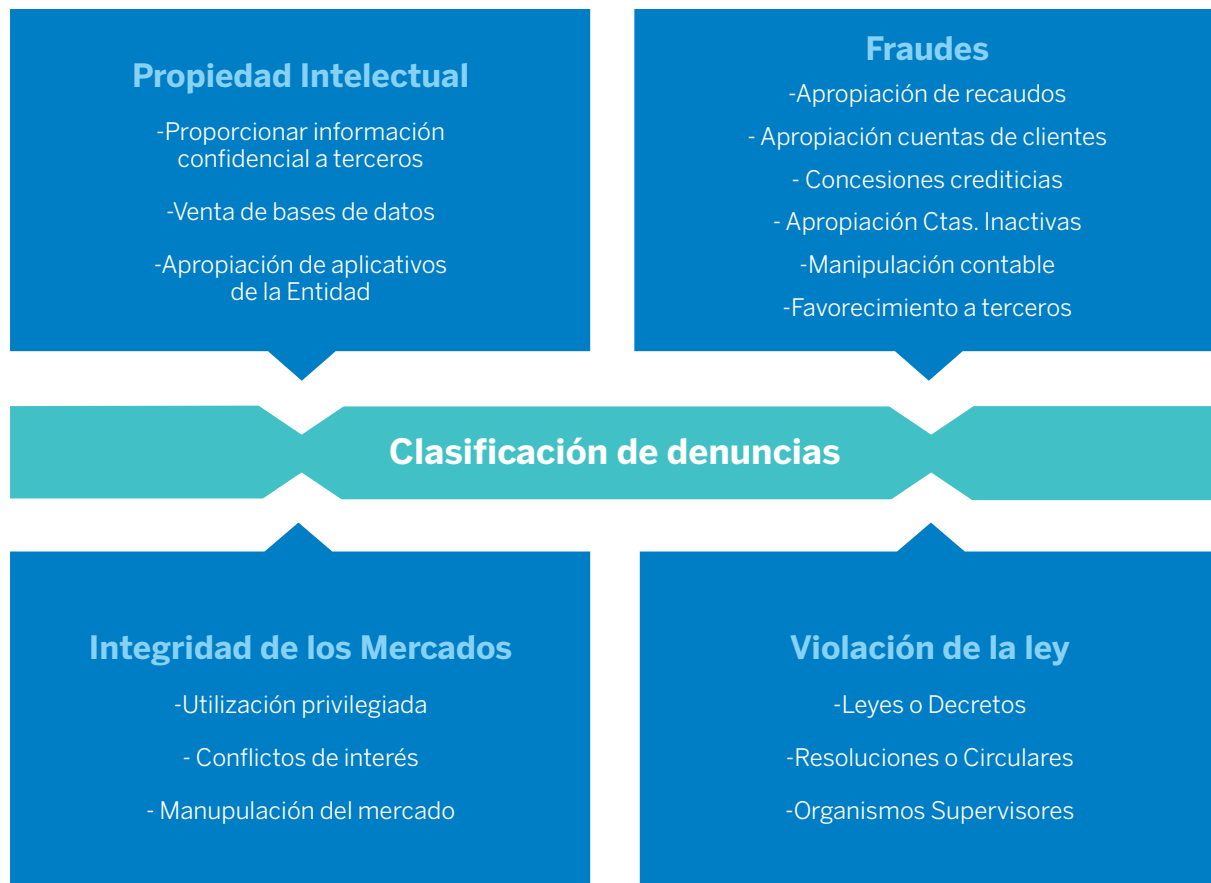 Propiedad Intelectual
-Proporcionar información
confidencial a terceros
-Venta de bases de datos
-Apropiación de aplicativos
de la Entidad
Fraudes
-Apropiación de recaudos
- Apropiación cuentas de clientes
- Concesiones crediticias
- Apropiación Ctas. Inactivas
-Manipulación contable
-Favorecimiento a terceros
Clasificación de denuncias
Integridad de los Mercados
-Utilización privilegiada
- Conflictos de interés
- Manupulación del mercado
Violación de la ley
-Leyes o Decretos
-Resoluciones o Circulares
-Organismos Supervisores